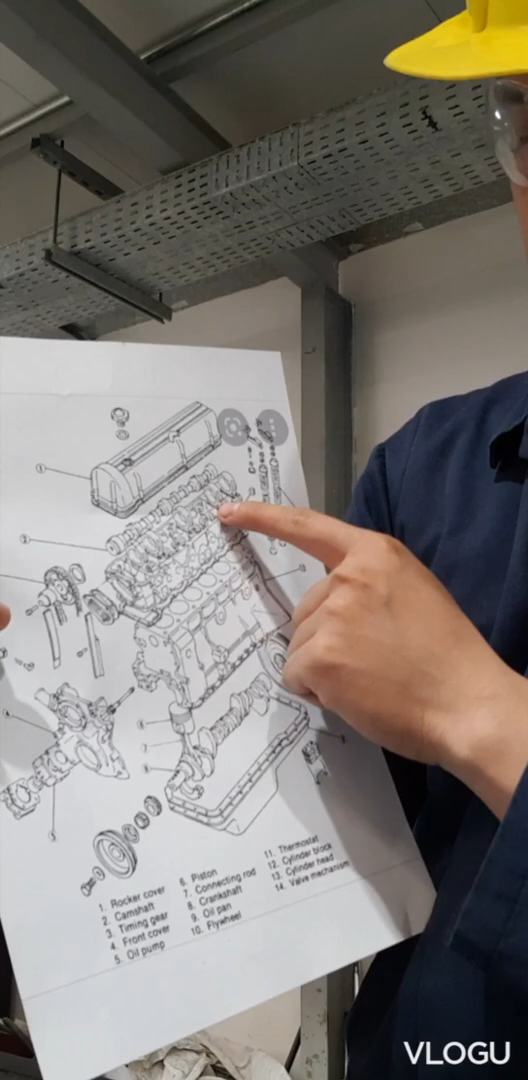 1. Rocker cover
2. Camshaft
3. Timing gear
4. Front cover
5. Oil pump
6. Piston
7. Connecting rod
8. Crankshaft
9. Oil pan
10. Flywheel
11. Thermostat
12. Cylinder block
13. Cylinder head
14. Valve mechanism
VLOGU